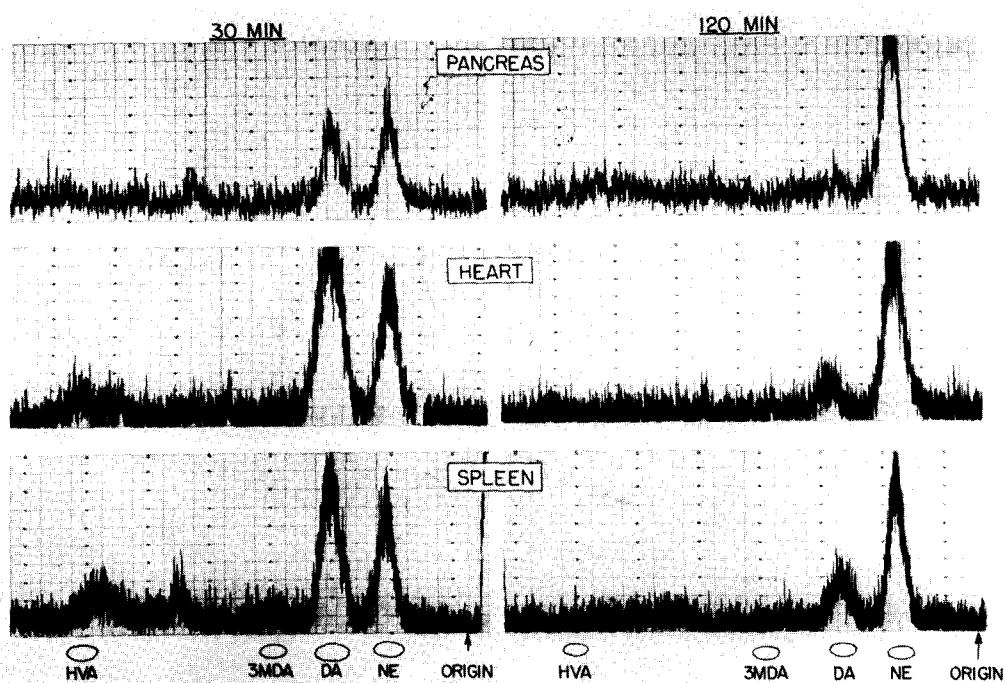 30 MIN
120 MIN
PANCREAS
HEART
SPLEEN
HVA 3MDA DA NE ORIGIN
HVA 3MDA DA NE ORIGIN